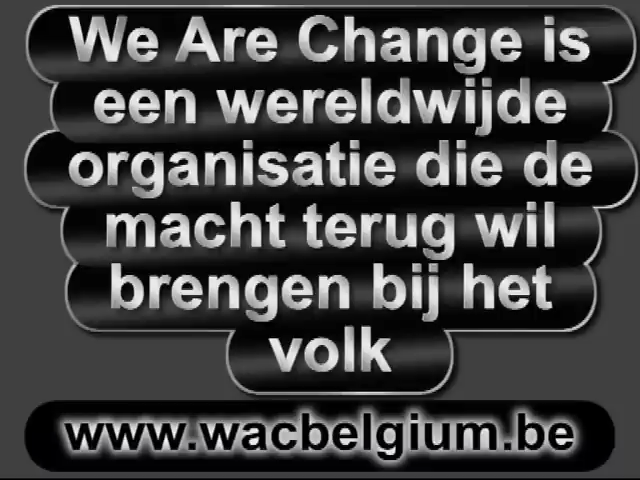 We Are Change is
een wereldwijde
organisatie die de
macht terug wil
brengen bij het
volk
www.wacbelgium.be